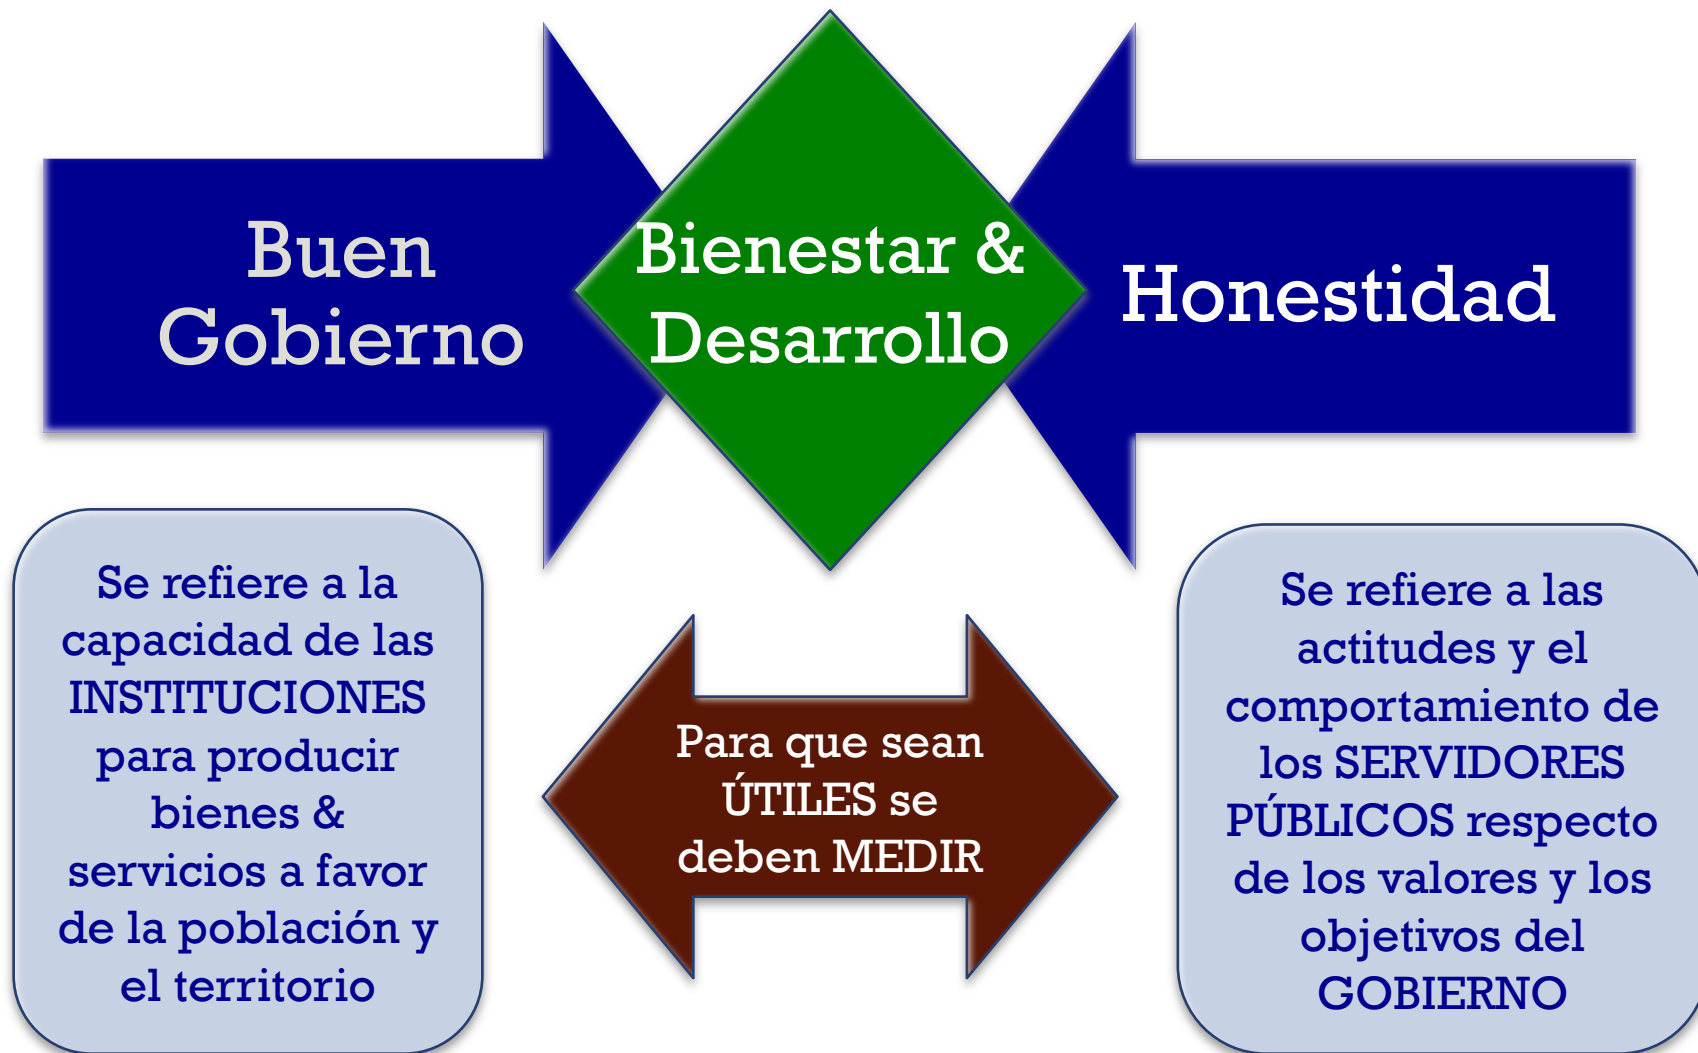 Buen
Gobierno
Bienestar &
Desarrollo
Honestidad
Se refiere a la
capacidad de las
INSTITUCIONES
para producir
bienes &
servicios a favor
de la población y
el territorio
Para que sean
ÚTILES se
deben MEDIR
Se refiere a las
actitudes y el
comportamiento de
los SERVIDORES
PÚBLICOS respecto
de los valores y los
objetivos del
GOBIERNO